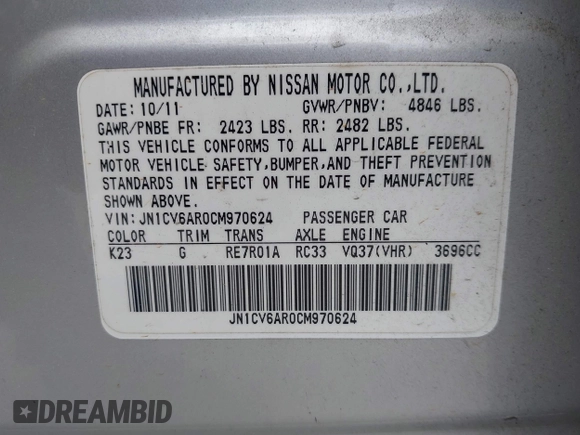 MANUFACTURED BY NISSAN MOTOR CO.,LTD.
DATE: 10/11 GVWR/PNBV: 4846 LBS.
GAWR/PNBE FR: 2423 LBS. RR: 2482 LBS.
THIS VEHICLE CONFORMS TO ALL APPLICABLE FEDERAL
MOTOR VEHICLE SAFETY,BUMPER,AND THEFT PREVENTION
STANDARDS IN EFFECT ON THE DATE OF MANUFACTURE
SHOWN ABOVE.
VIN: JN1CV6AR0CM970624 PASSENGER CAR
COLOR TRIM TRANS AXLE ENGINE
K23 G RE7R01A RC33 VQ37(VHR) 3696CC
JN1CV6AR0CM970624
DREAMBID